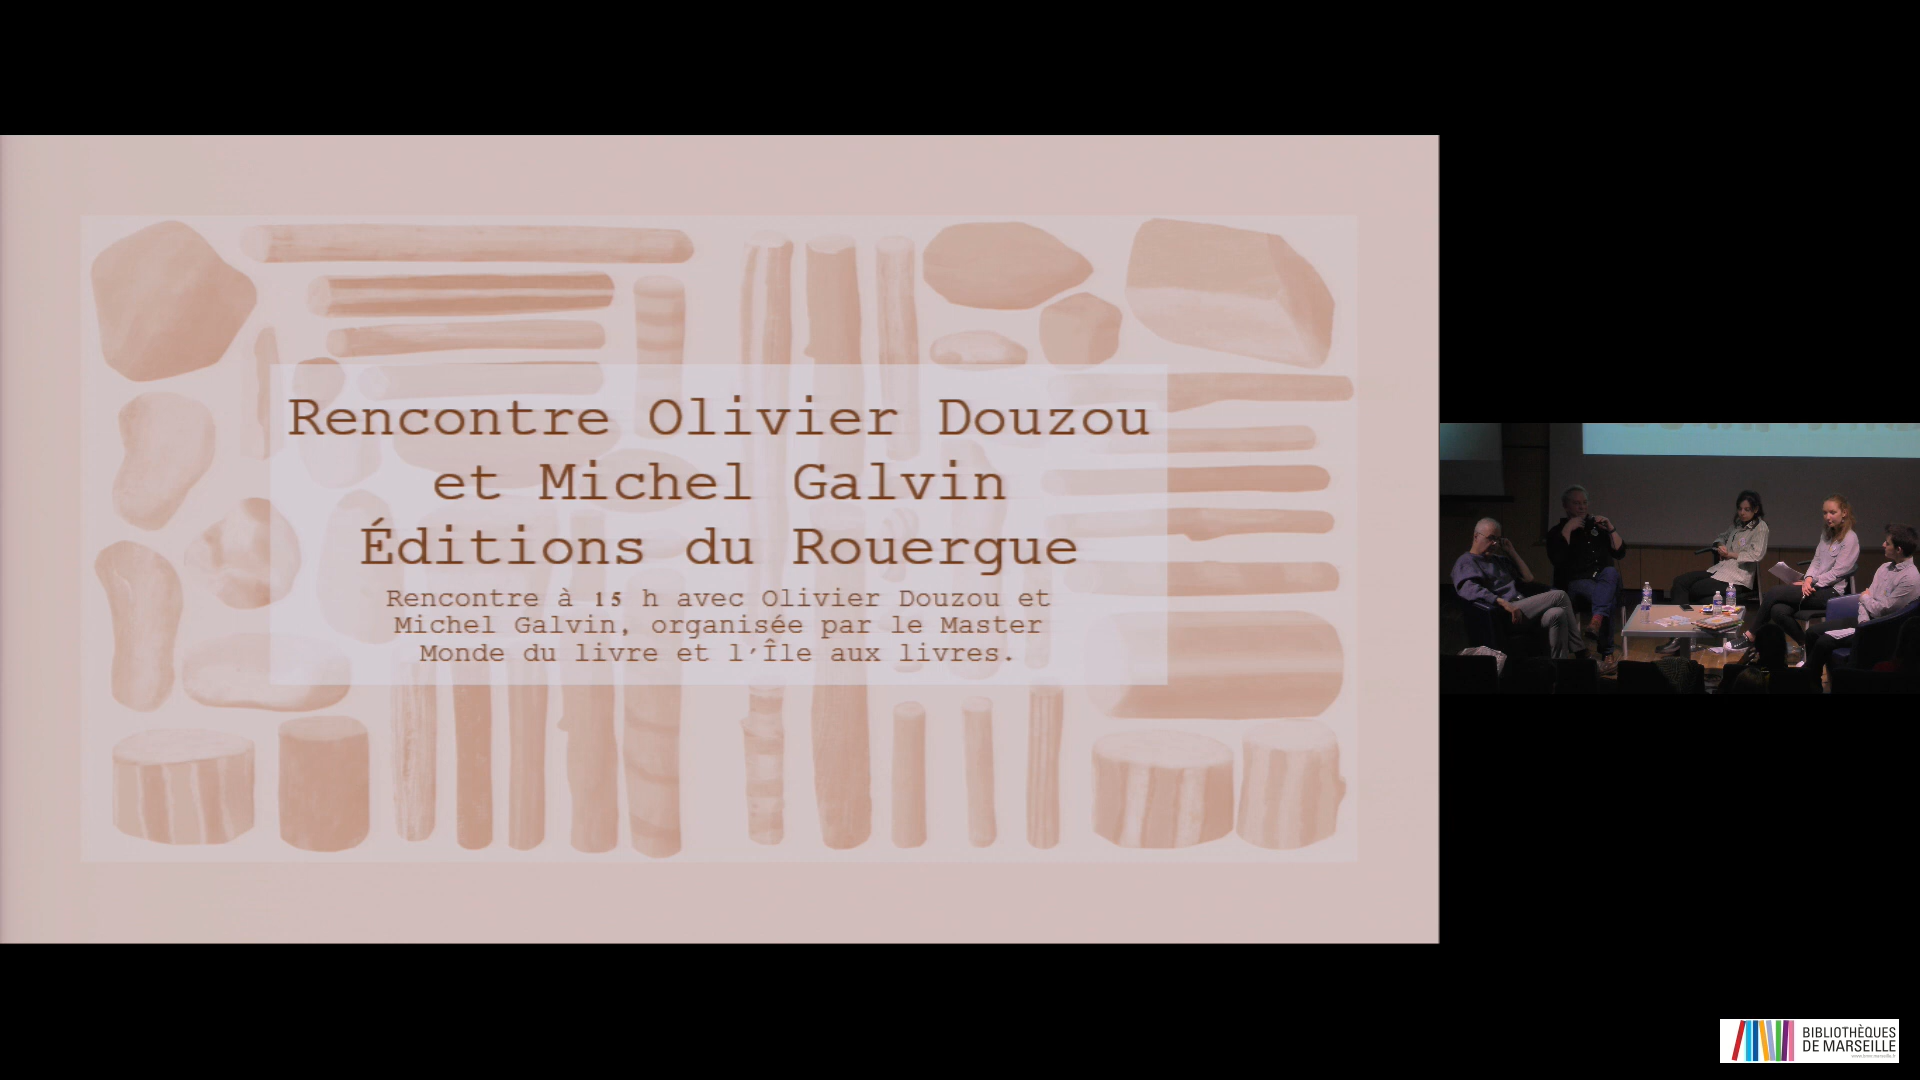 Rencontre Olivier Douzou
et Michel Galvin
Éditions du Rouergue
Rencontre à 15 h avec Olivier Douzou et
Michel Galvin, organisée par le Master
Monde du livre et l'Île aux livres.
BIBLIOTHÈQUES
DE MARSEILLE